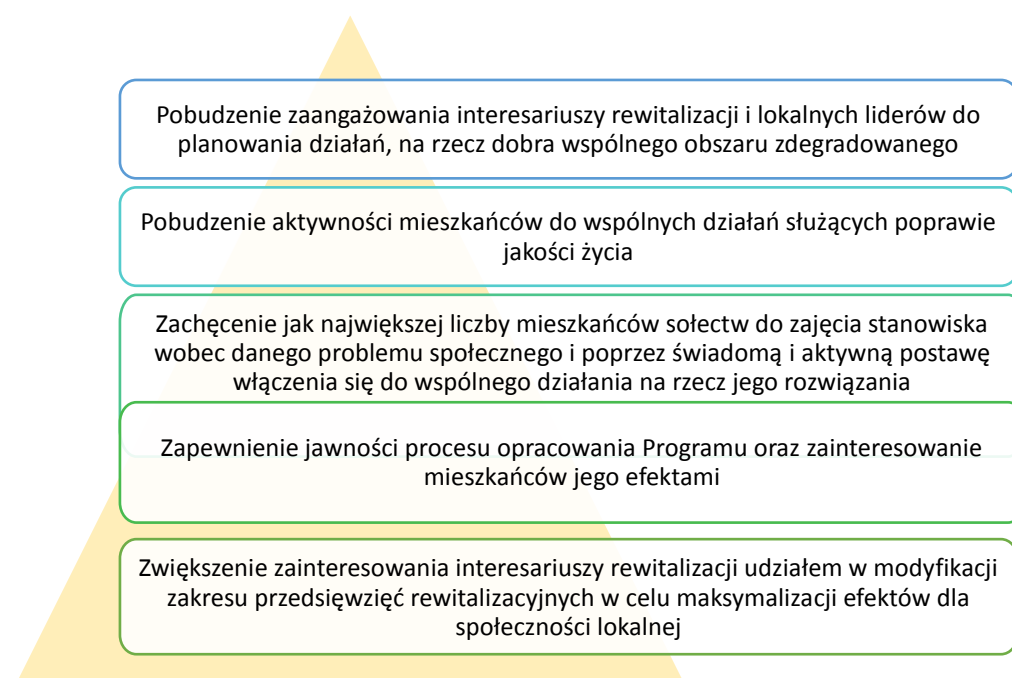 Pobudzenie zaangażowania interesariuszy rewitalizacji i lokalnych liderów do
planowania działań, na rzecz dobra wspólnego obszaru zdegradowanego
Pobudzenie aktywności mieszkańców do wspólnych działań służących poprawie
jakości życia
Zachęcenie jak największej liczby mieszkańców sołectw do zajęcia stanowiska
wobec danego problemu społecznego i poprzez świadomą i aktywną postawę
włączenia się do wspólnego działania na rzecz jego rozwiązania
Zapewnienie jawności procesu opracowania Programu oraz zainteresowanie
mieszkańców jego efektami
Zwiększenie zainteresowania interesariuszy rewitalizacji udziałem w modyfikacji
zakresu przedsięwzięć rewitalizacyjnych w celu maksymalizacji efektów dla
społeczności lokalnej